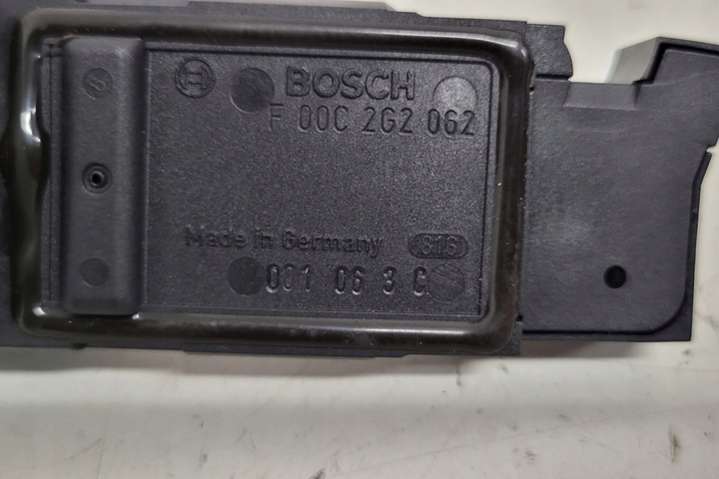 BOSCH
F 00C 2G2 062
Made in Germany 816
001 06 3 G